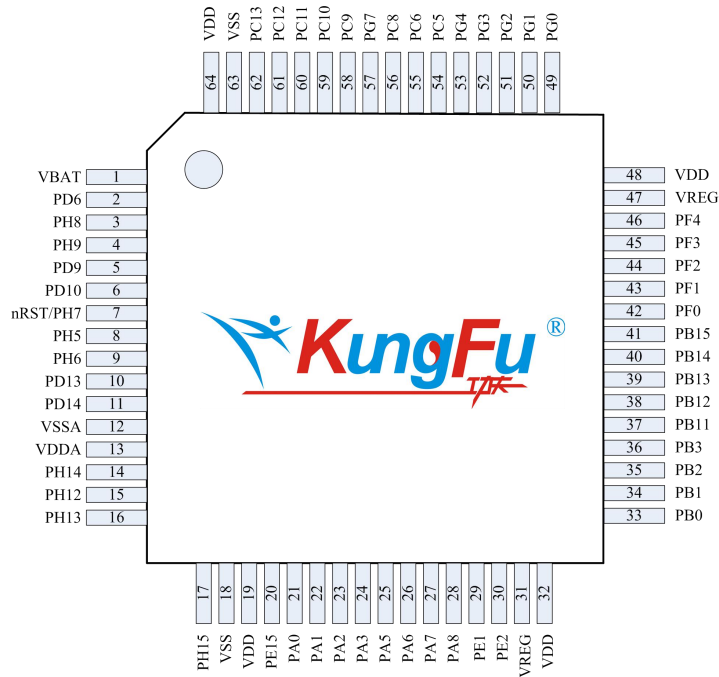 VDD
VSS
PC13
PC12
PC11
PC10
PC9
PG7
PC8
PC6
PC5
PG4
PG3
PG2
PG1
PG0
64
63
62
61
60
59
58
57
56
55
54
53
52
51
50
49
VBAT 1
PD6 2
PH8 3
PH9 4
PD9 5
PD10 6
nRST/PH7 7
PH5 8
PH6 9
PD13 10
PD14 11
VSSA 12
VDDA 13
PH14 14
PH12 15
PH13 16
KungFu®
48 VDD
47 VREG
46 PF4
45 PF3
44 PF2
43 PF1
42 PF0
41 PB15
40 PB14
39 PB13
38 PB12
37 PB11
36 PB3
35 PB2
34 PB1
33 PB0
17
18
19
20
21
22
23
24
25
26
27
28
29
30
31
32
PH15
VSS
VDD
PE15
PA0
PA1
PA2
PA3
PA5
PA6
PA7
PA8
PE1
PE2
VREG
VDD